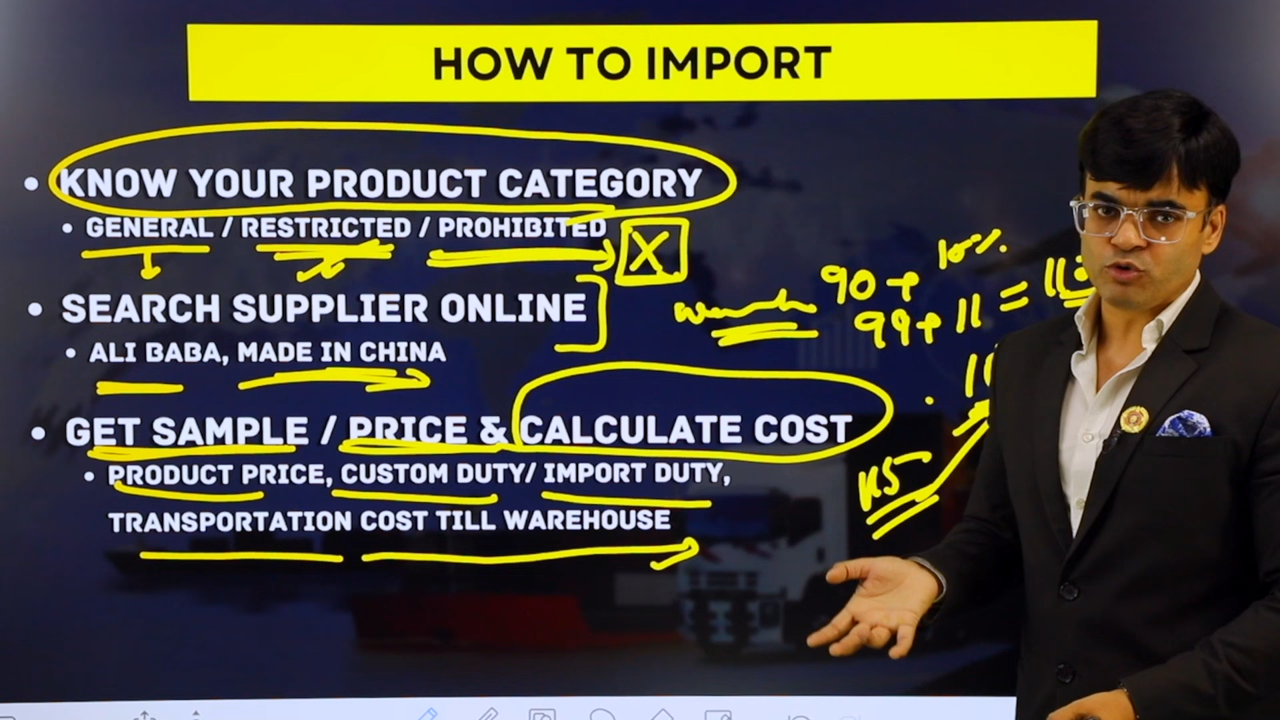 HOW TO IMPORT
• KNOW YOUR PRODUCT CATEGORY
• GENERAL / RESTRICTED / PROHIBITED X
• SEARCH SUPPLIER ONLINE
• ALI BABA, MADE IN CHINA
• GET SAMPLE / PRICE & CALCULATE COST
• PRODUCT PRICE, CUSTOM DUTY/ IMPORT DUTY,
TRANSPORTATION COST TILL WAREHOUSE
90 + 10%
99 + 11 =